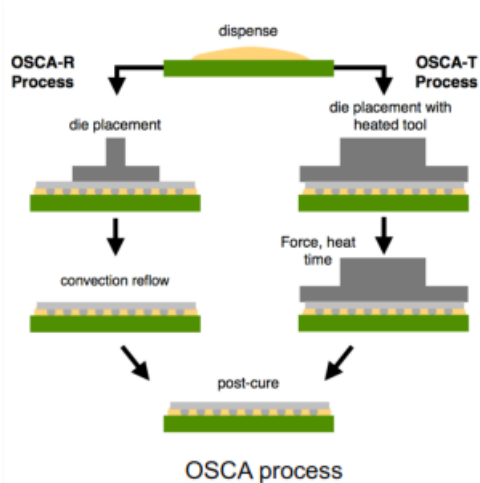 dispense
OSCA-R
Process
OSCA-T
Process
die placement
die placement with
heated tool
Force, heat
time
convection reflow
post-cure
OSCA process